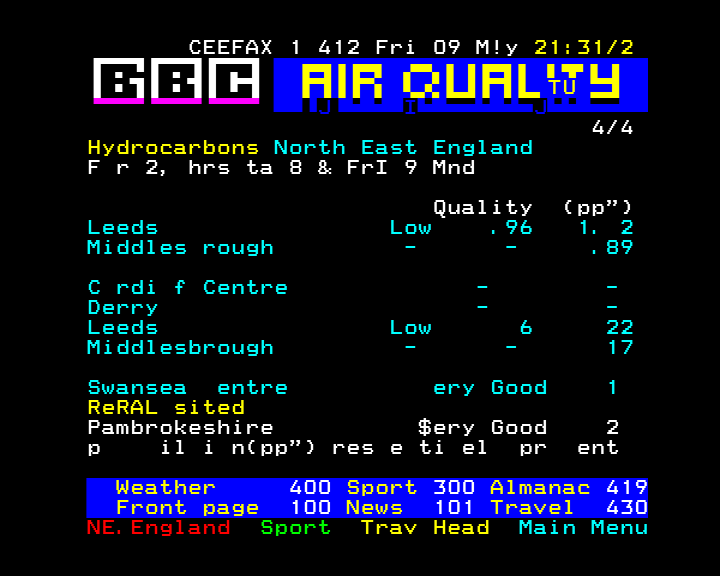 CEEFAX 1 412 Fri 09 M!y 21:31/2
BBC AIR QUALITY
TU
J I J
4/4
Hydrocarbons North East England
F r 2, hrs ta 8 & FrI 9 Mnd
Quality (pp”)
Leeds Low .96 1. 2
Middles rough - - .89
C rdi f Centre - -
Derry - -
Leeds Low 6 22
Middlesbrough - - 17
Swansea entre ery Good 1
ReRAL sited
Pambrokeshire $ery Good 2
p il i n(pp”) res e ti el pr ent
Weather 400 Sport 300 Almanac 419
Front page 100 News 101 Travel 430
NE.England Sport Trav Head Main Menu